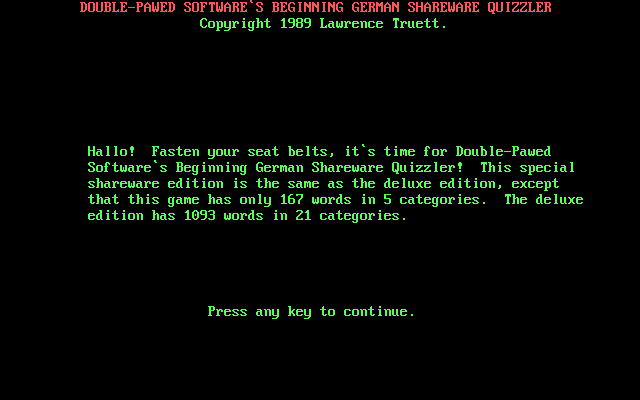 DOUBLE-PAWED SOFTWARE`S BEGINNING GERMAN SHAREWARE QUIZZLER
Copyright 1989 Lawrence Truett.
Hallo!  Fasten your seat belts, it`s time for Double-Pawed
Software`s Beginning German Shareware Quizzler!  This special
shareware edition is the same as the deluxe edition, except
that this game has only 167 words in 5 categories.  The deluxe
edition has 1093 words in 21 categories.
Press any key to continue.